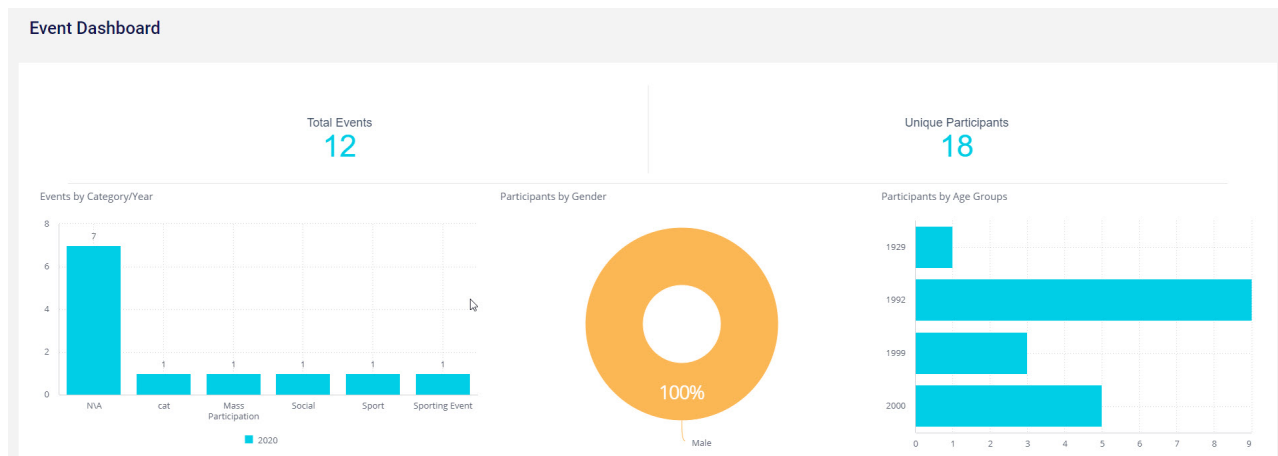 Event Dashboard
Total Events
12
Unique Participants
18
Events by Category/Year
8
6
4
2
0
7
1
1
1
1
1
N\A
cat
Mass
Participation
Social
Sport
Sporting Event
2020
Participants by Gender
100%
Male
Participants by Age Groups
1929
1992
1999
2000
0 1 2 3 4 5 6 7 8 9